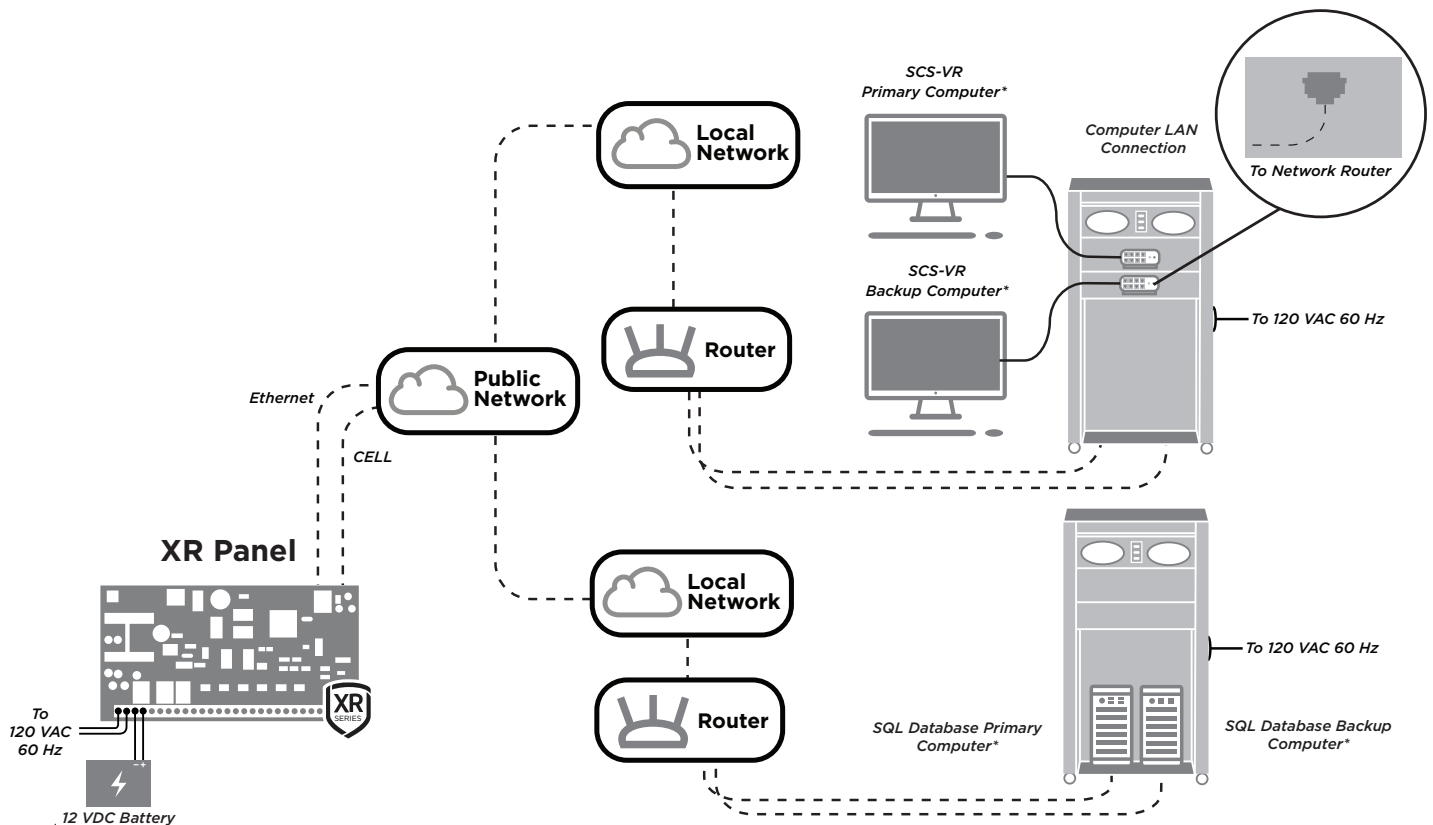 SCS-VR
Primary Computer*
Computer LAN
Connection
To Network Router
Local
Network
SCS-VR
Backup Computer*
To 120 VAC 60 Hz
Router
Public
Network
Ethernet
CELL
XR Panel
XR
SERIES
To
120 VAC
60 Hz
- +
12 VDC Battery
Local
Network
Router
To 120 VAC 60 Hz
SQL Database Primary
Computer*
SQL Database Backup
Computer*